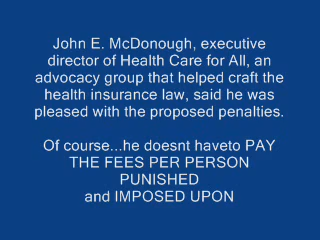 John E. McDonough, executive
director of Health Care for All, an
advocacy group that helped craft the
health insurance law, said he was
pleased with the proposed penalties.
Of course...he doesnt haveto PAY
THE FEES PER PERSON
PUNISHED
and IMPOSED UPON